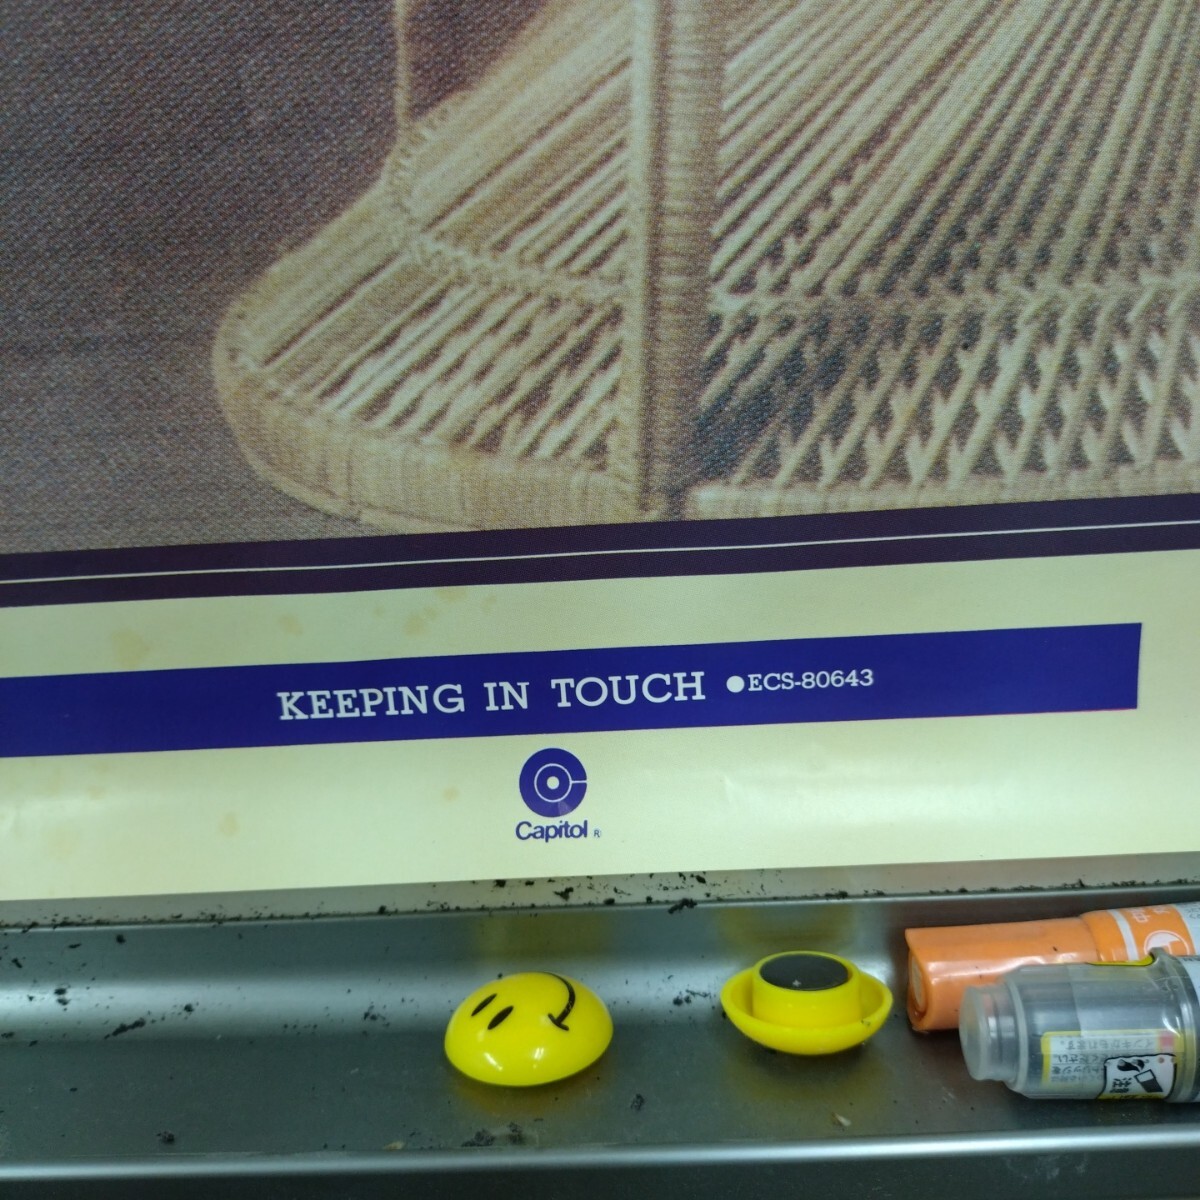 KEEPING IN TOUCH ●ECS-80643
Capitol ®